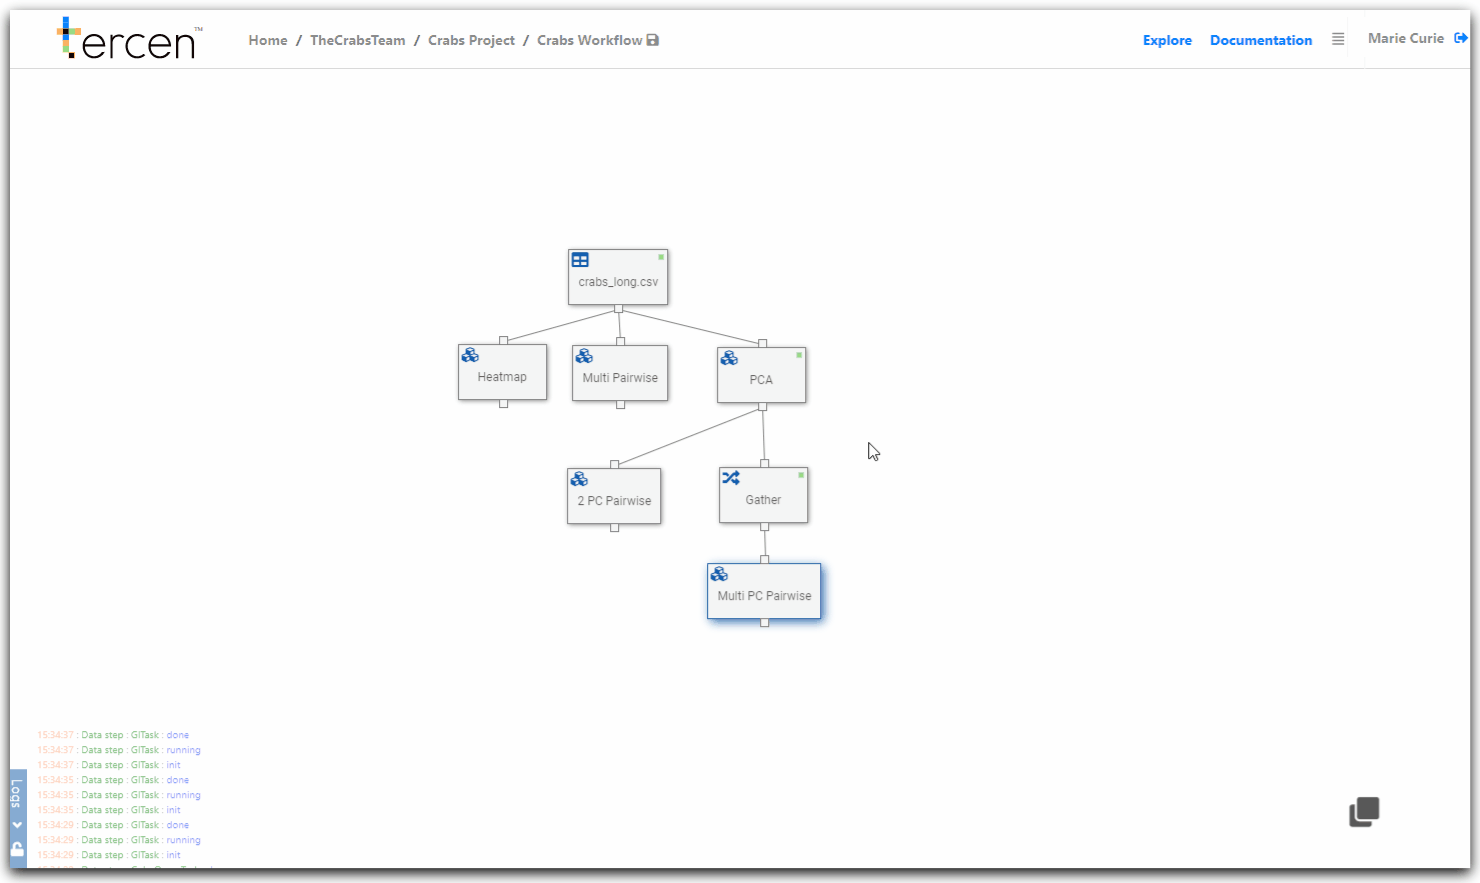 tercen™
Home / TheCrabsTeam / Crabs Project / Crabs Workflow
Explore Documentation Marie Curie
crabs_long.csv
Heatmap
Multi Pairwise
PCA
2 PC Pairwise
Gather
Multi PC Pairwise
Logs
15:34:37 : Data step : GlTask : done
15:34:37 : Data step : GlTask : running
15:34:37 : Data step : GlTask : init
15:34:35 : Data step : GlTask : done
15:34:35 : Data step : GlTask : running
15:34:35 : Data step : GlTask : init
15:34:29 : Data step : GlTask : done
15:34:29 : Data step : GlTask : running
15:34:29 : Data step : GlTask : init